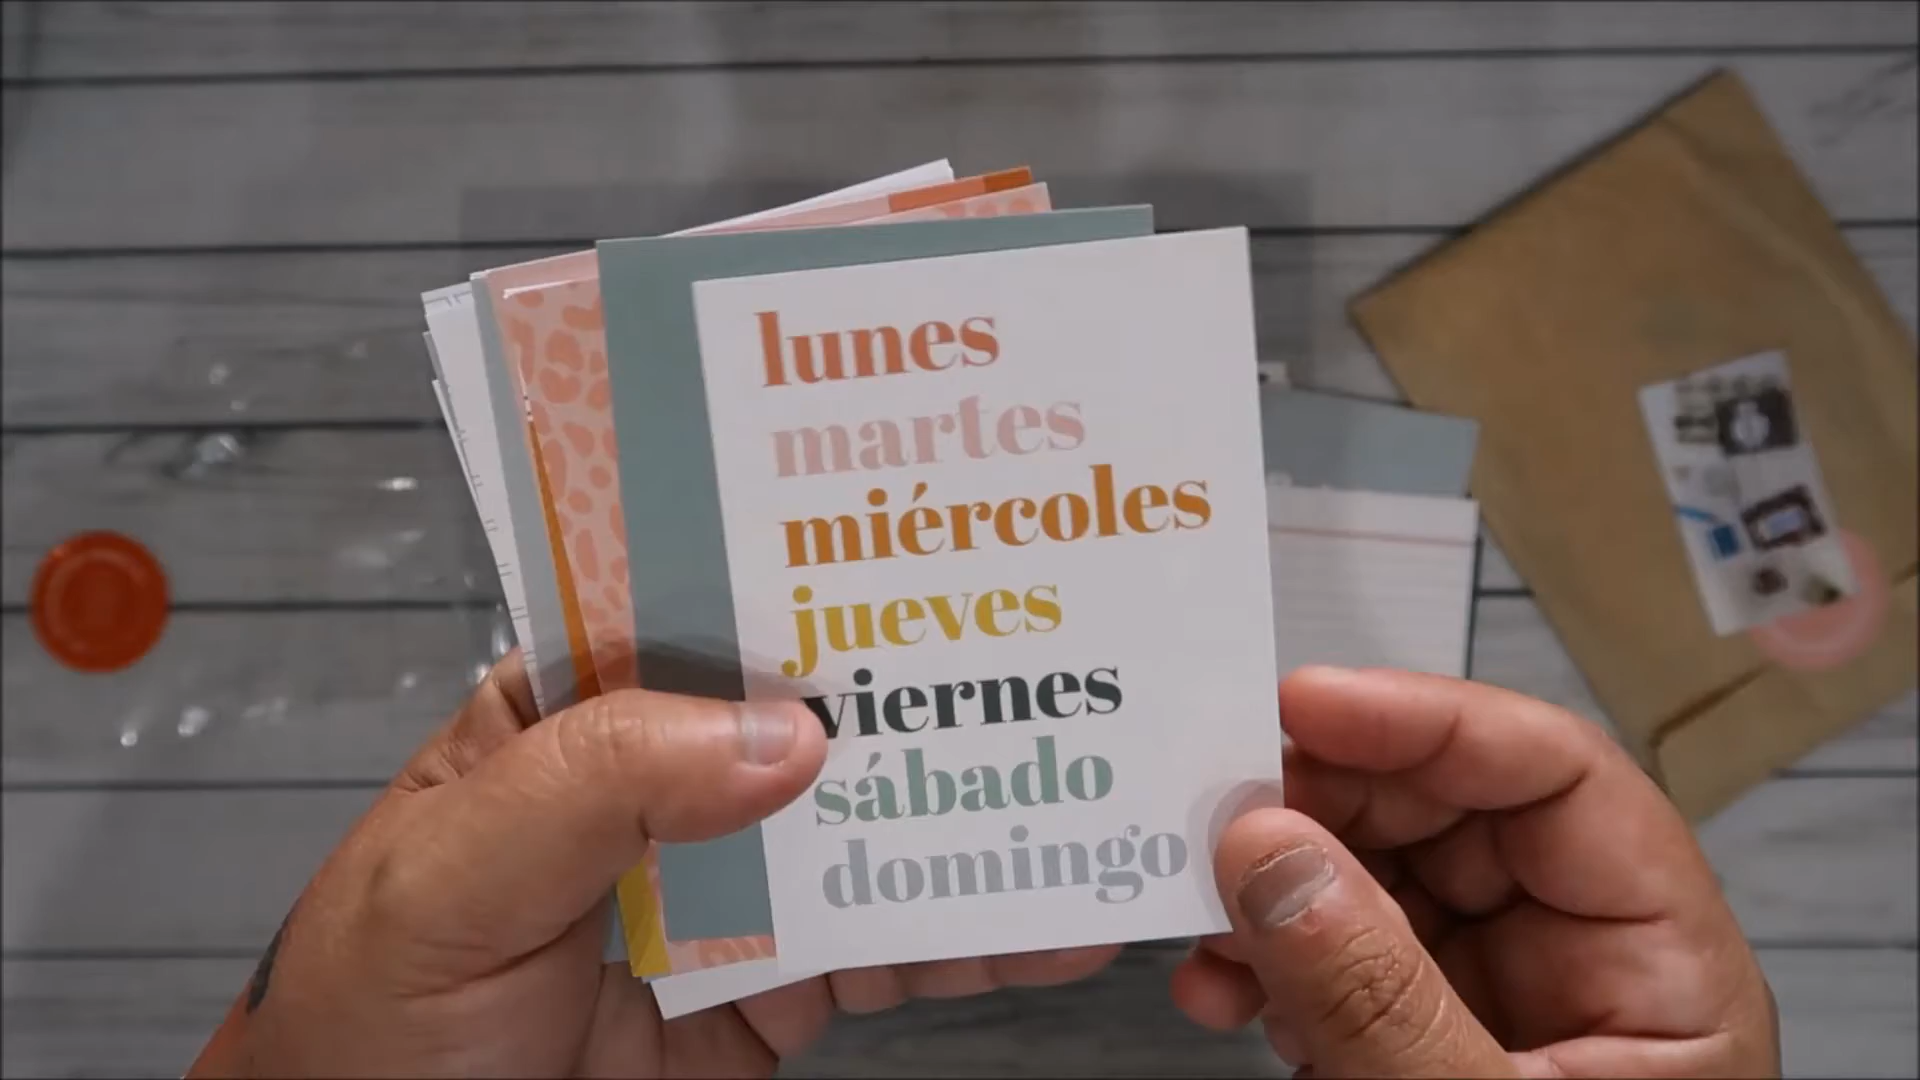 lunes
martes
miércoles
jueves
viernes
sábado
domingo